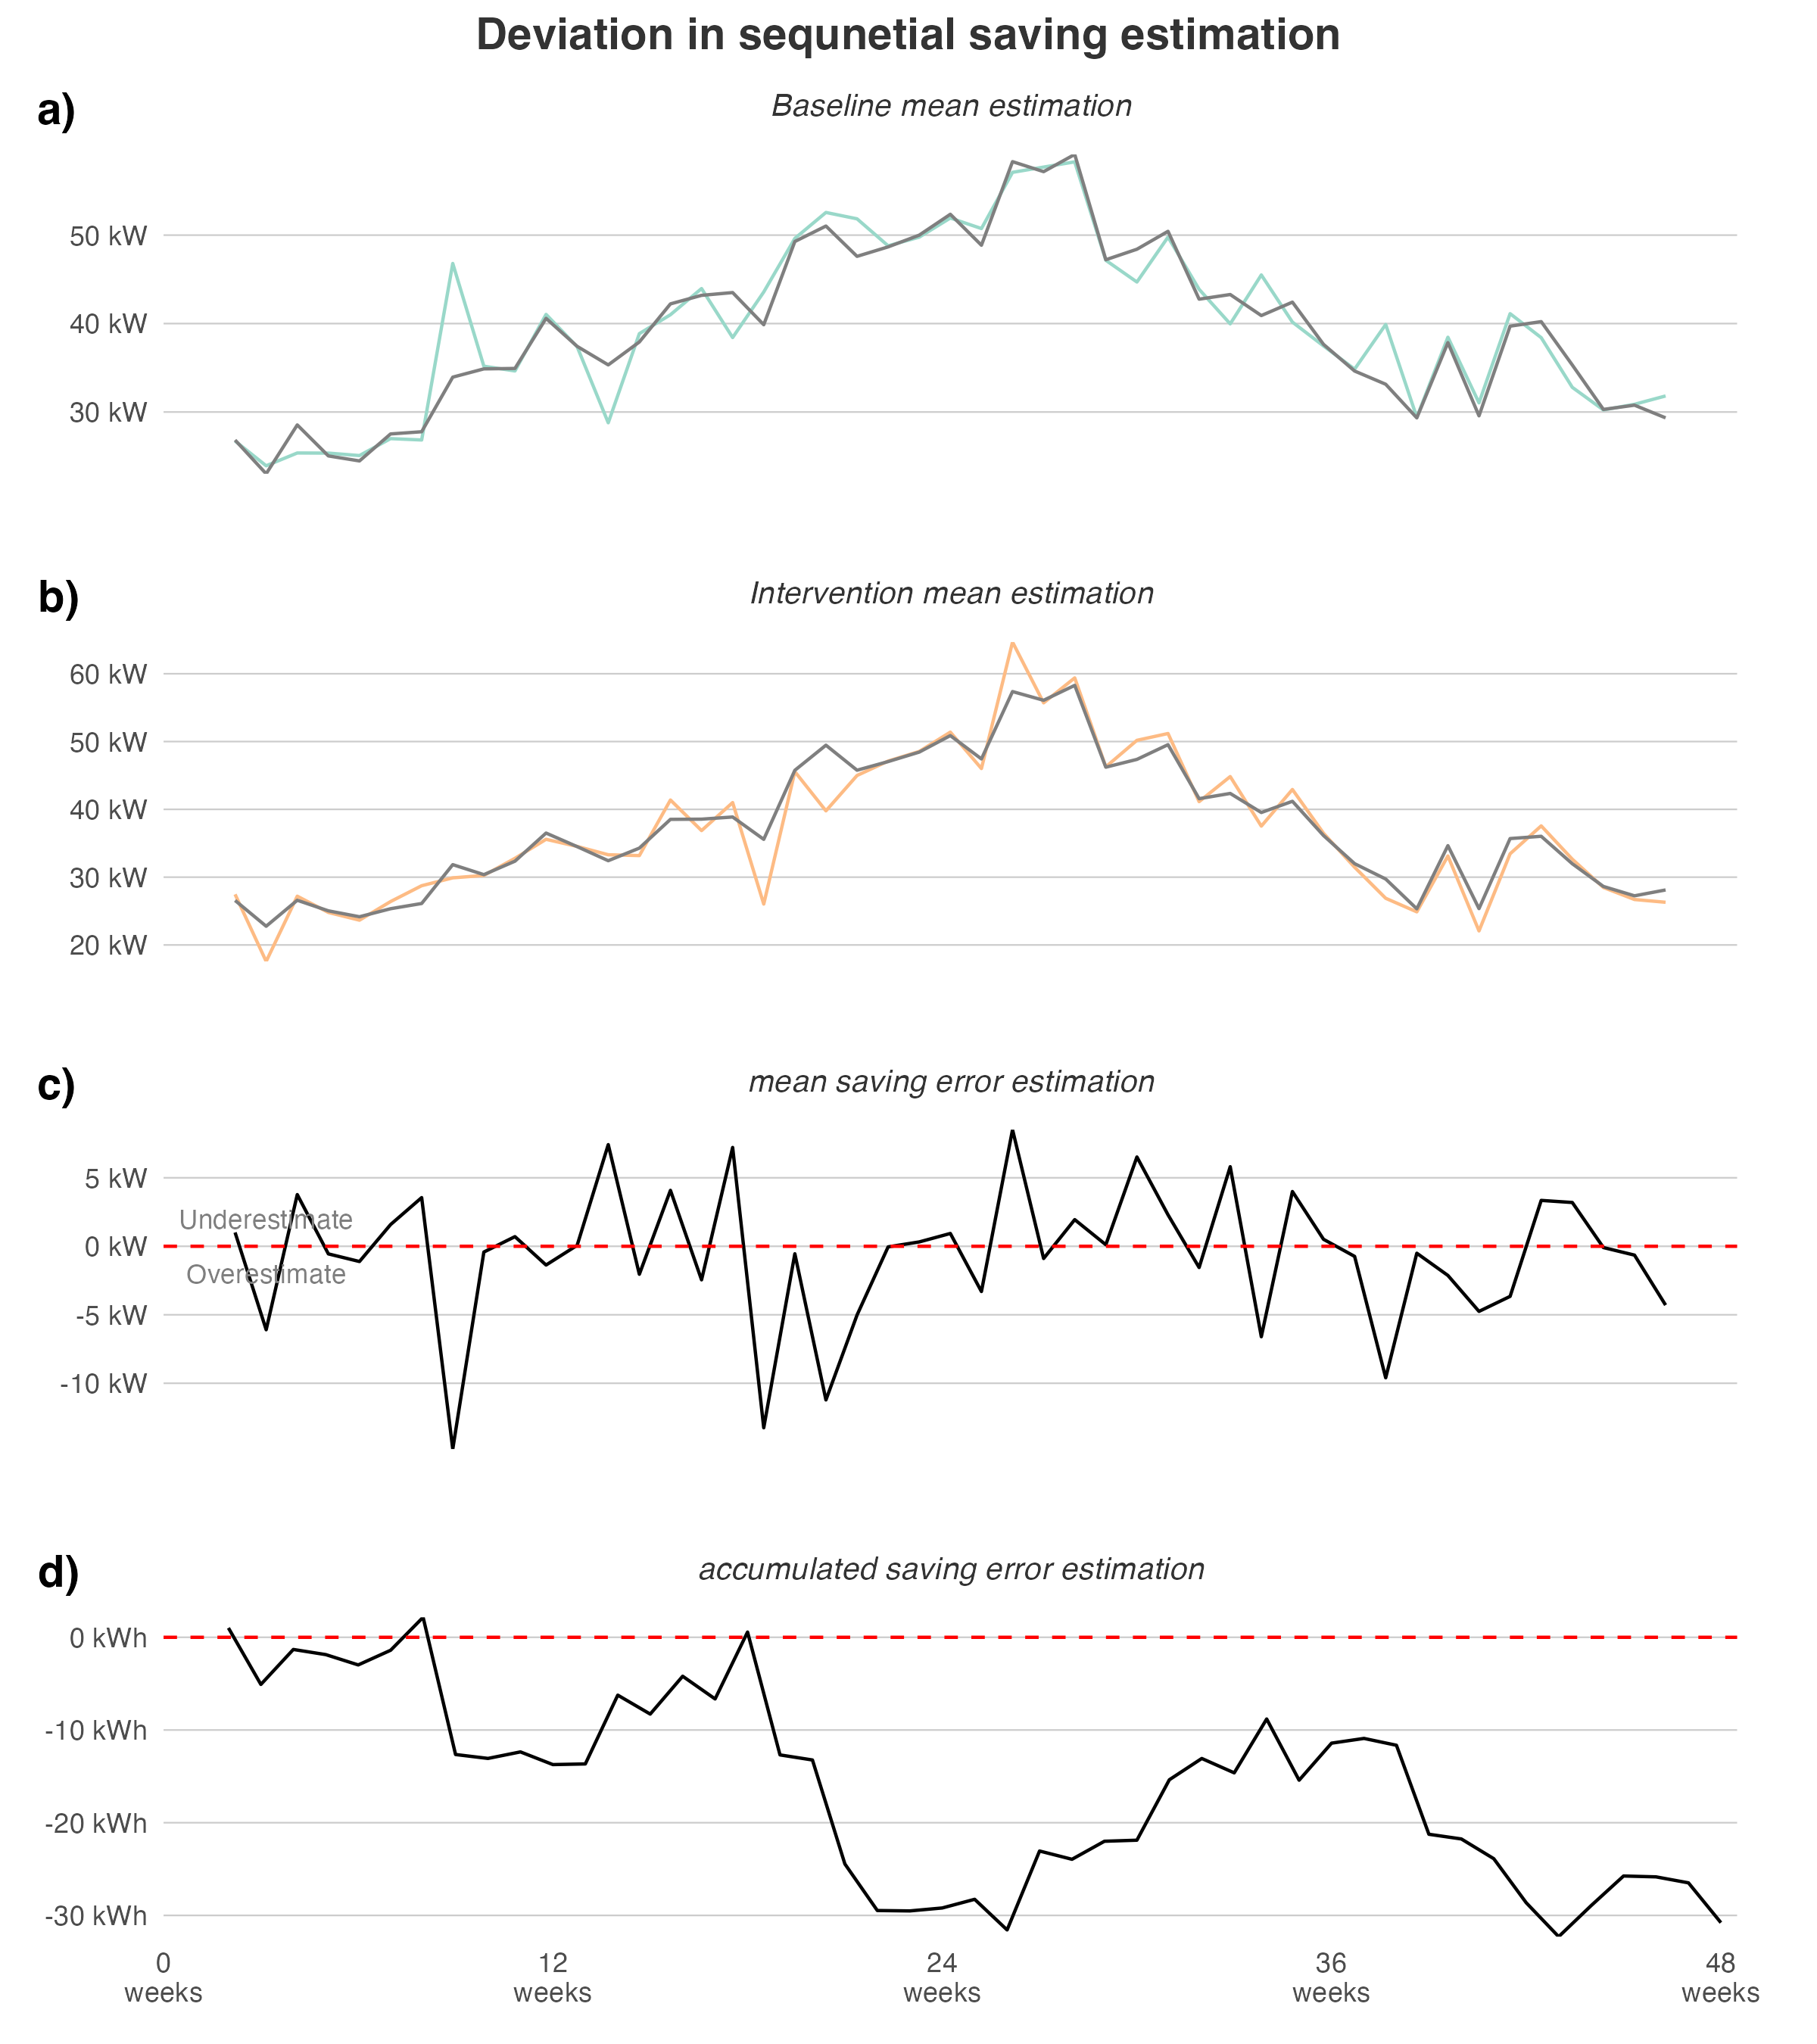 Deviation in sequnetial saving estimation
a)
Baseline mean estimation
50 kW
40 kW
30 kW
b)
Intervention mean estimation
60 kW
50 kW
40 kW
30 kW
20 kW
c)
mean saving error estimation
5 kW
Underestimate
0 kW
Overestimate
-5 kW
-10 kW
d)
accumulated saving error estimation
0 kWh
-10 kWh
-20 kWh
-30 kWh
0 12 24 36 48
weeks weeks weeks weeks weeks